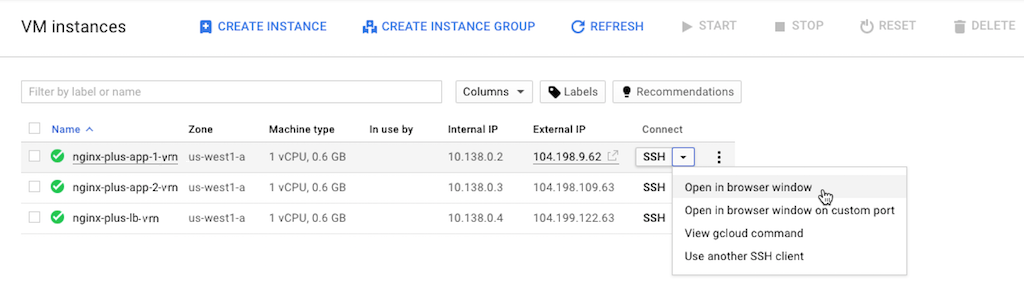 VM instances CREATE INSTANCE CREATE INSTANCE GROUP REFRESH START STOP RESET DELETE
Filter by label or name Columns Labels Recommendations
Name Zone Machine type In use by Internal IP External IP Connect
nginx-plus-app-1-vm us-west1-a 1 vCPU, 0.6 GB 10.138.0.2 104.198.9.62 SSH
nginx-plus-app-2-vm us-west1-a 1 vCPU, 0.6 GB 10.138.0.3 104.198.109.63 SSH
nginx-plus-lb-vm us-west1-a 1 vCPU, 0.6 GB 10.138.0.4 104.199.122.63 SSH
Open in browser window
Open in browser window on custom port
View gcloud command
Use another SSH client